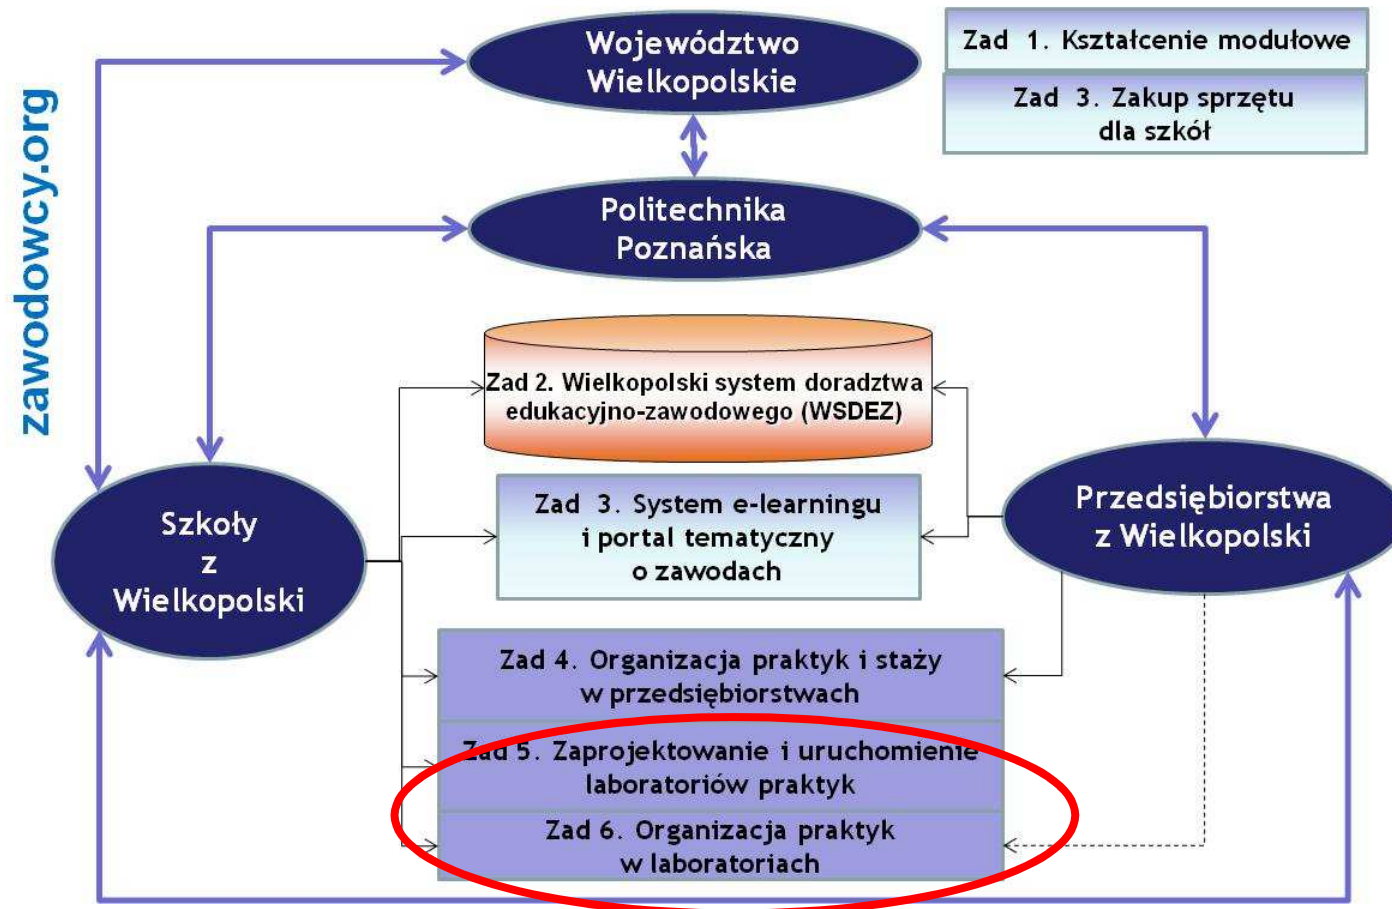 zawodowcy.org
Województwo
Wielkopolskie
Zad 1. Kształcenie modułowe
Zad 3. Zakup sprzętu
dla szkół
Politechnika
Poznańska
Zad 2. Wielkopolski system doradztwa
edukacyjno-zawodowego (WSDEZ)
Szkoły
z
Wielkopolski
Zad 3. System e-learningu
i portal tematyczny
o zawodach
Przedsiębiorstwa
z Wielkopolski
Zad 4. Organizacja praktyk i staży
w przedsiębiorstwach
Zad 5. Zaprojektowanie i uruchomienie
laboratoriów praktyk
Zad 6. Organizacja praktyk
w laboratoriach